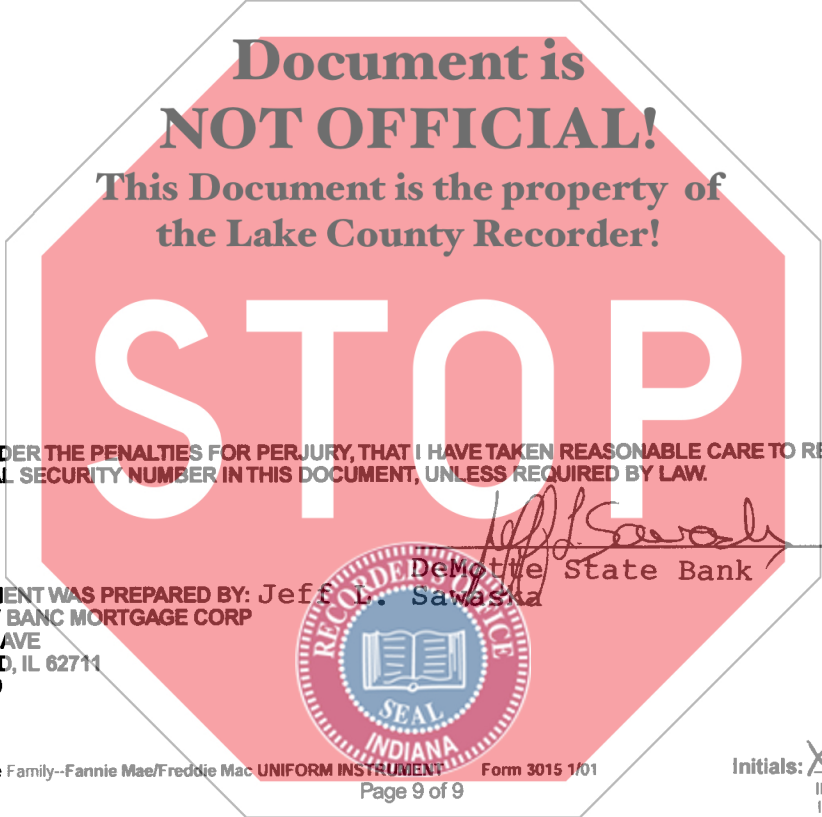 Document is
NOT OFFICIAL!
This Document is the property of
the Lake County Recorder!
STOP
DER THE PENALTIES FOR PERJURY, THAT I HAVE TAKEN REASONABLE CARE TO RE
L SECURITY NUMBER IN THIS DOCUMENT, UNLESS REQUIRED BY LAW.
Jeff L Sawaska
DeMotte State Bank
ENT WAS PREPARED BY: Jeff L. Sawaska
BANC MORTGAGE CORP
AVE
D, IL 62711
RECORDER'S OFFICE
SEAL
INDIANA
Family--Fannie Mae/Freddie Mac UNIFORM INSTRUMENT Form 3015 1/01
Initials:
Page 9 of 9